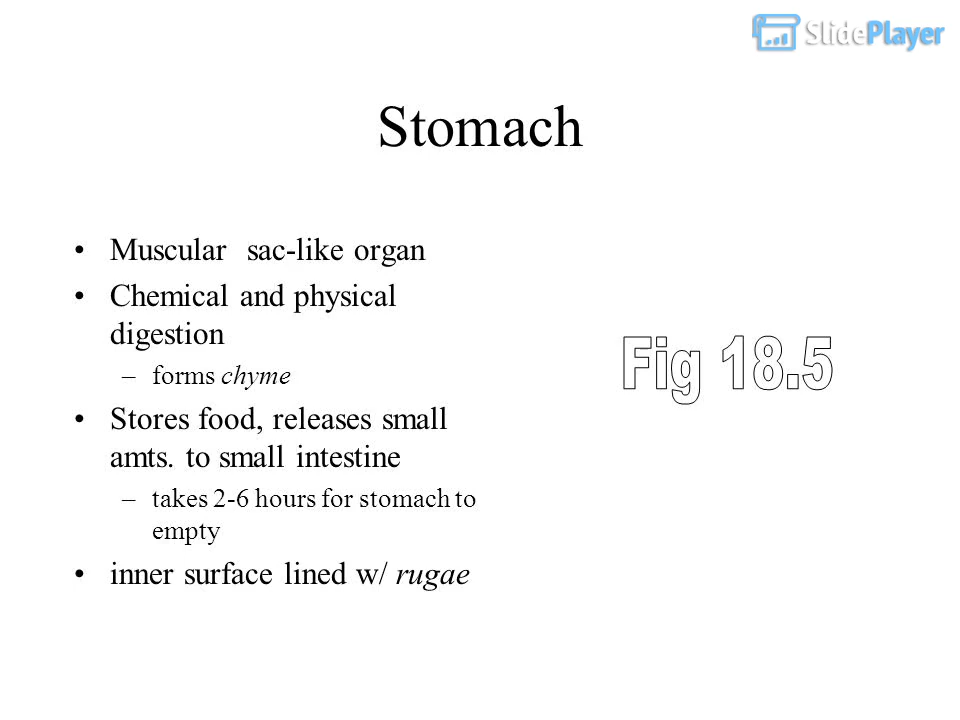 SlidePlayer
Stomach
• Muscular sac-like organ
• Chemical and physical
digestion
– forms chyme
• Stores food, releases small
amts. to small intestine
– takes 2-6 hours for stomach to
empty
• inner surface lined w/ rugae
Fig 18.5